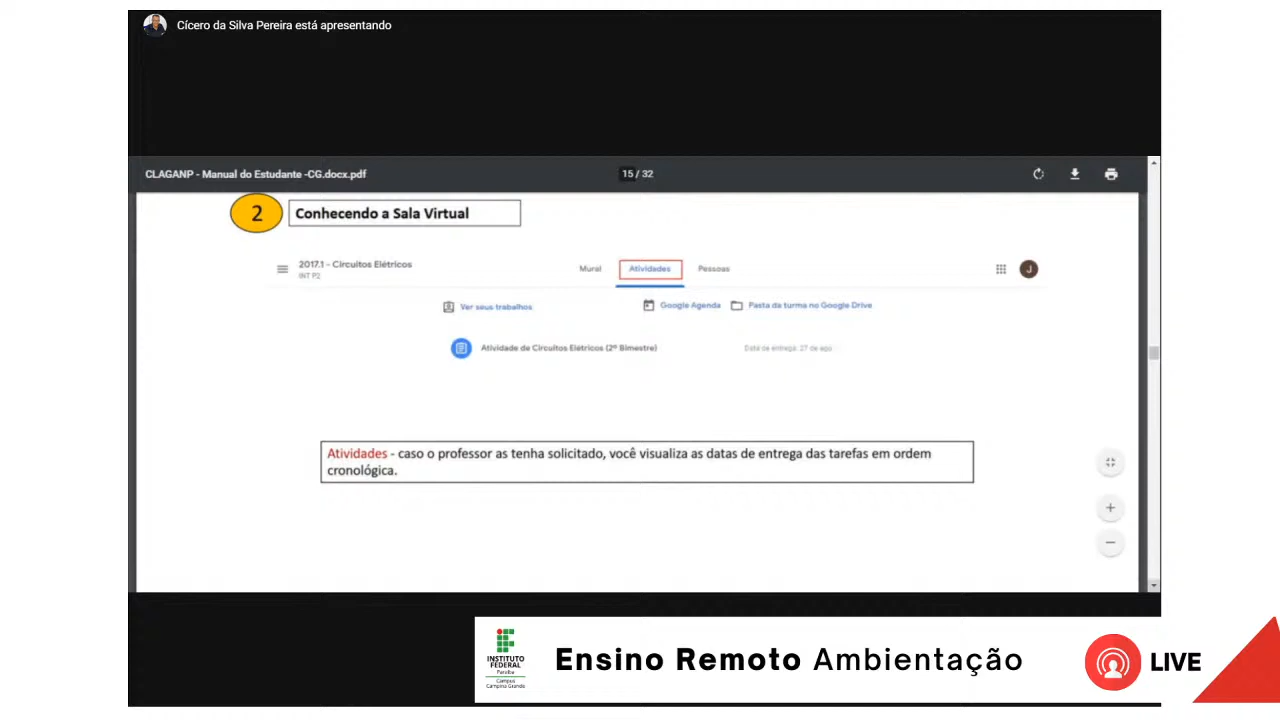 Cícero da Silva Pereira está apresentando
CLAGANP - Manual do Estudante -CG.docx.pdf
15 / 32
2
Conhecendo a Sala Virtual
2017.1 - Circuitos Elétricos
INT P2
Mural
Atividades
Pessoas
J
Ver seus trabalhos
Google Agenda
Pasta da turma no Google Drive
Atividade de Circuitos Elétricos (2º Bimestre)
Data de entrega: 27 de ago
Atividades - caso o professor as tenha solicitado, você visualiza as datas de entrega das tarefas em ordem
cronológica.
INSTITUTO
FEDERAL
Paraíba
Campus
Campina Grande
Ensino Remoto Ambientação
LIVE